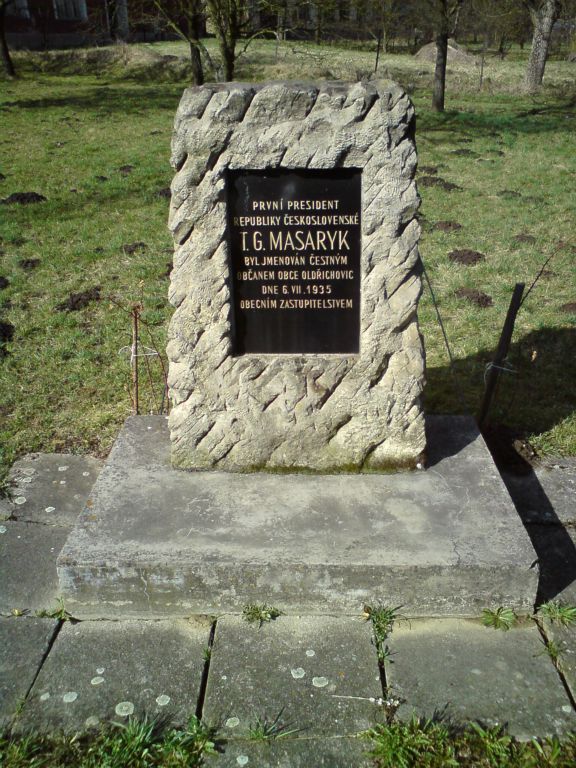 PRVNÍ PRESIDENT
REPUBLIKY ČESKOSLOVENSKÉ
T.G. MASARYK
BYL JMENOVÁN ČESTNÝM
OBČANEM OBCE OLDŘICHOVIC
DNE 6. VII. 1935
OBECNÍM ZASTUPITELSTVEM